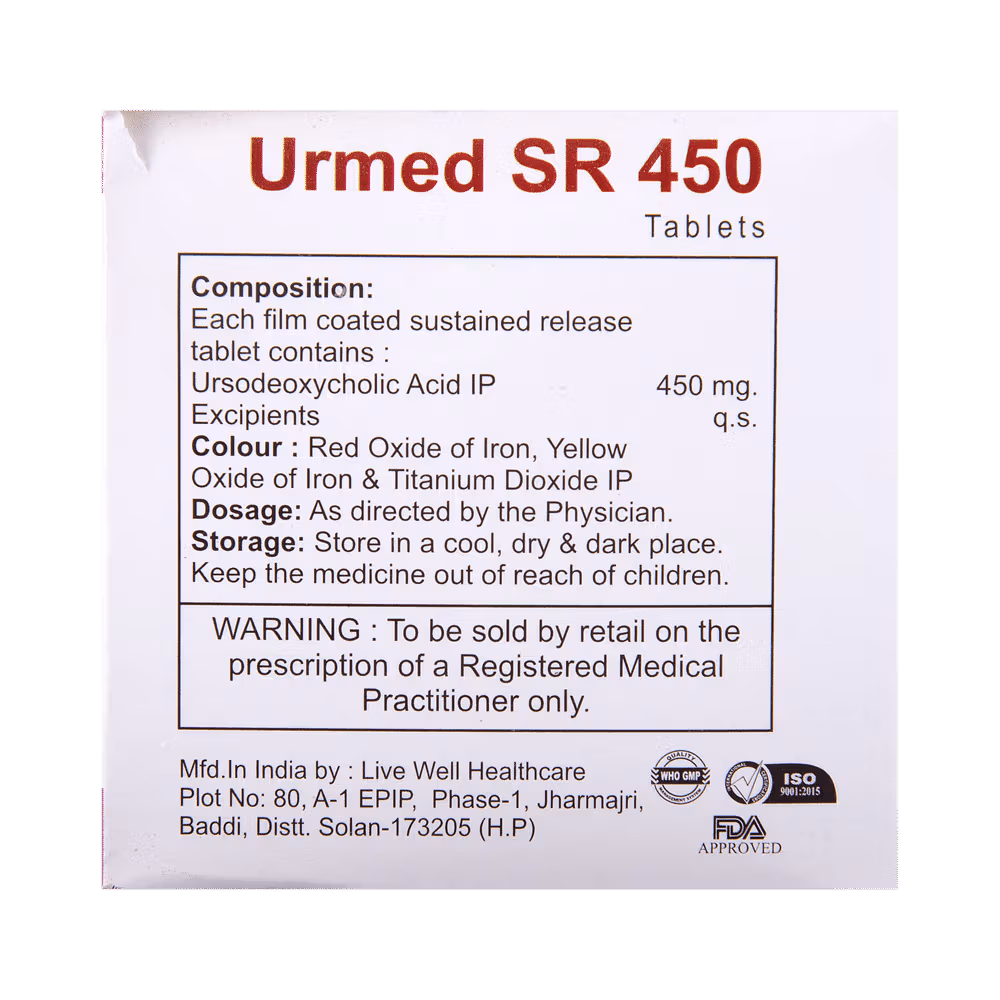 Urmed SR 450
Tablets
Composition:
Each film coated sustained release
tablet contains :
Ursodeoxycholic Acid IP 450 mg.
Excipients q.s.
Colour : Red Oxide of Iron, Yellow
Oxide of Iron & Titanium Dioxide IP
Dosage: As directed by the Physician.
Storage: Store in a cool, dry & dark place.
Keep the medicine out of reach of children.
WARNING : To be sold by retail on the
prescription of a Registered Medical
Practitioner only.
Mfd.In India by : Live Well Healthcare
Plot No: 80, A-1 EPIP, Phase-1, Jharmajri,
Baddi, Distt. Solan-173205 (H.P)
QUALITY
WHO GMP
MANAGEMENT SYSTEM
ISO
9001:2015
FDA
APPROVED